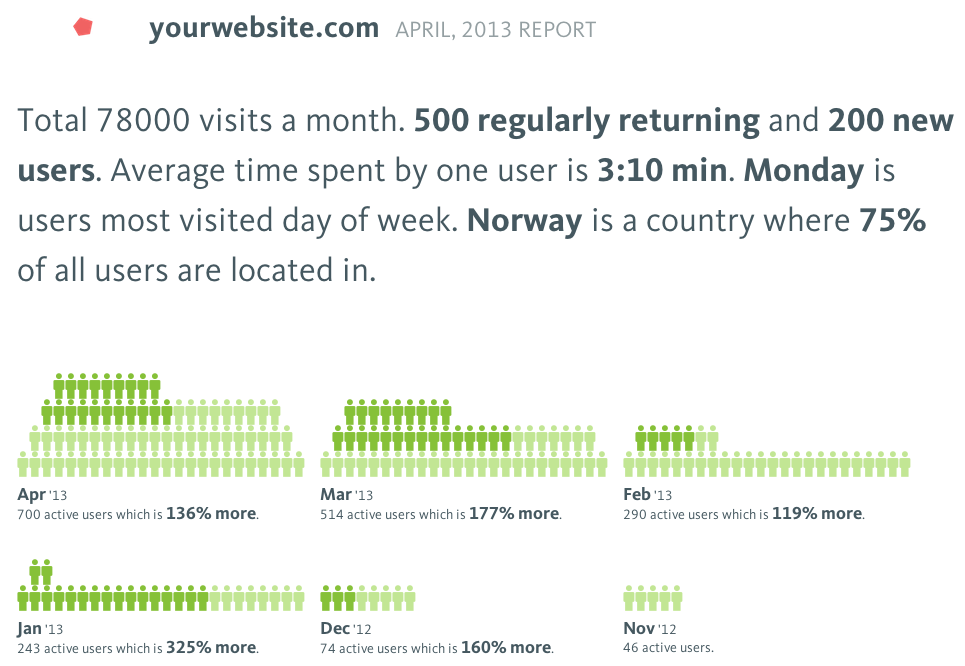 yourwebsite.com APRIL, 2013 REPORT
Total 78000 visits a month. 500 regularly returning and 200 new
users. Average time spent by one user is 3:10 min. Monday is
users most visited day of week. Norway is a country where 75%
of all users are located in.
Apr '13
700 active users which is 136% more.
Mar '13
514 active users which is 177% more.
Feb '13
290 active users which is 119% more.
Jan '13
243 active users which is 325% more.
Dec '12
74 active users which is 160% more.
Nov '12
46 active users.